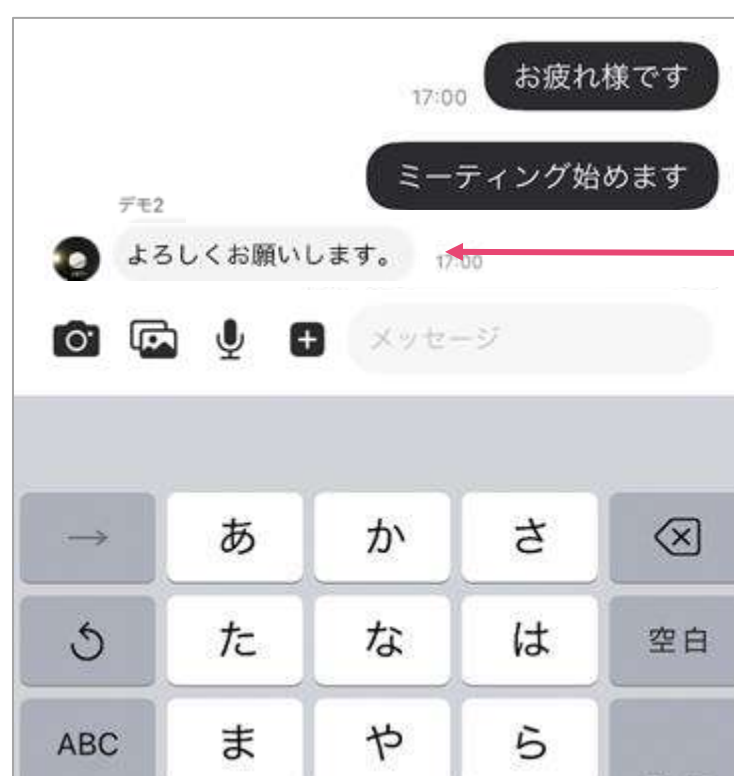 お疲れ様です
17:00
ミーティング始めます
デモ2
よろしくお願いします。
17:00
メッセージ
→ あ か さ
た な は 空白
ABC ま や ら